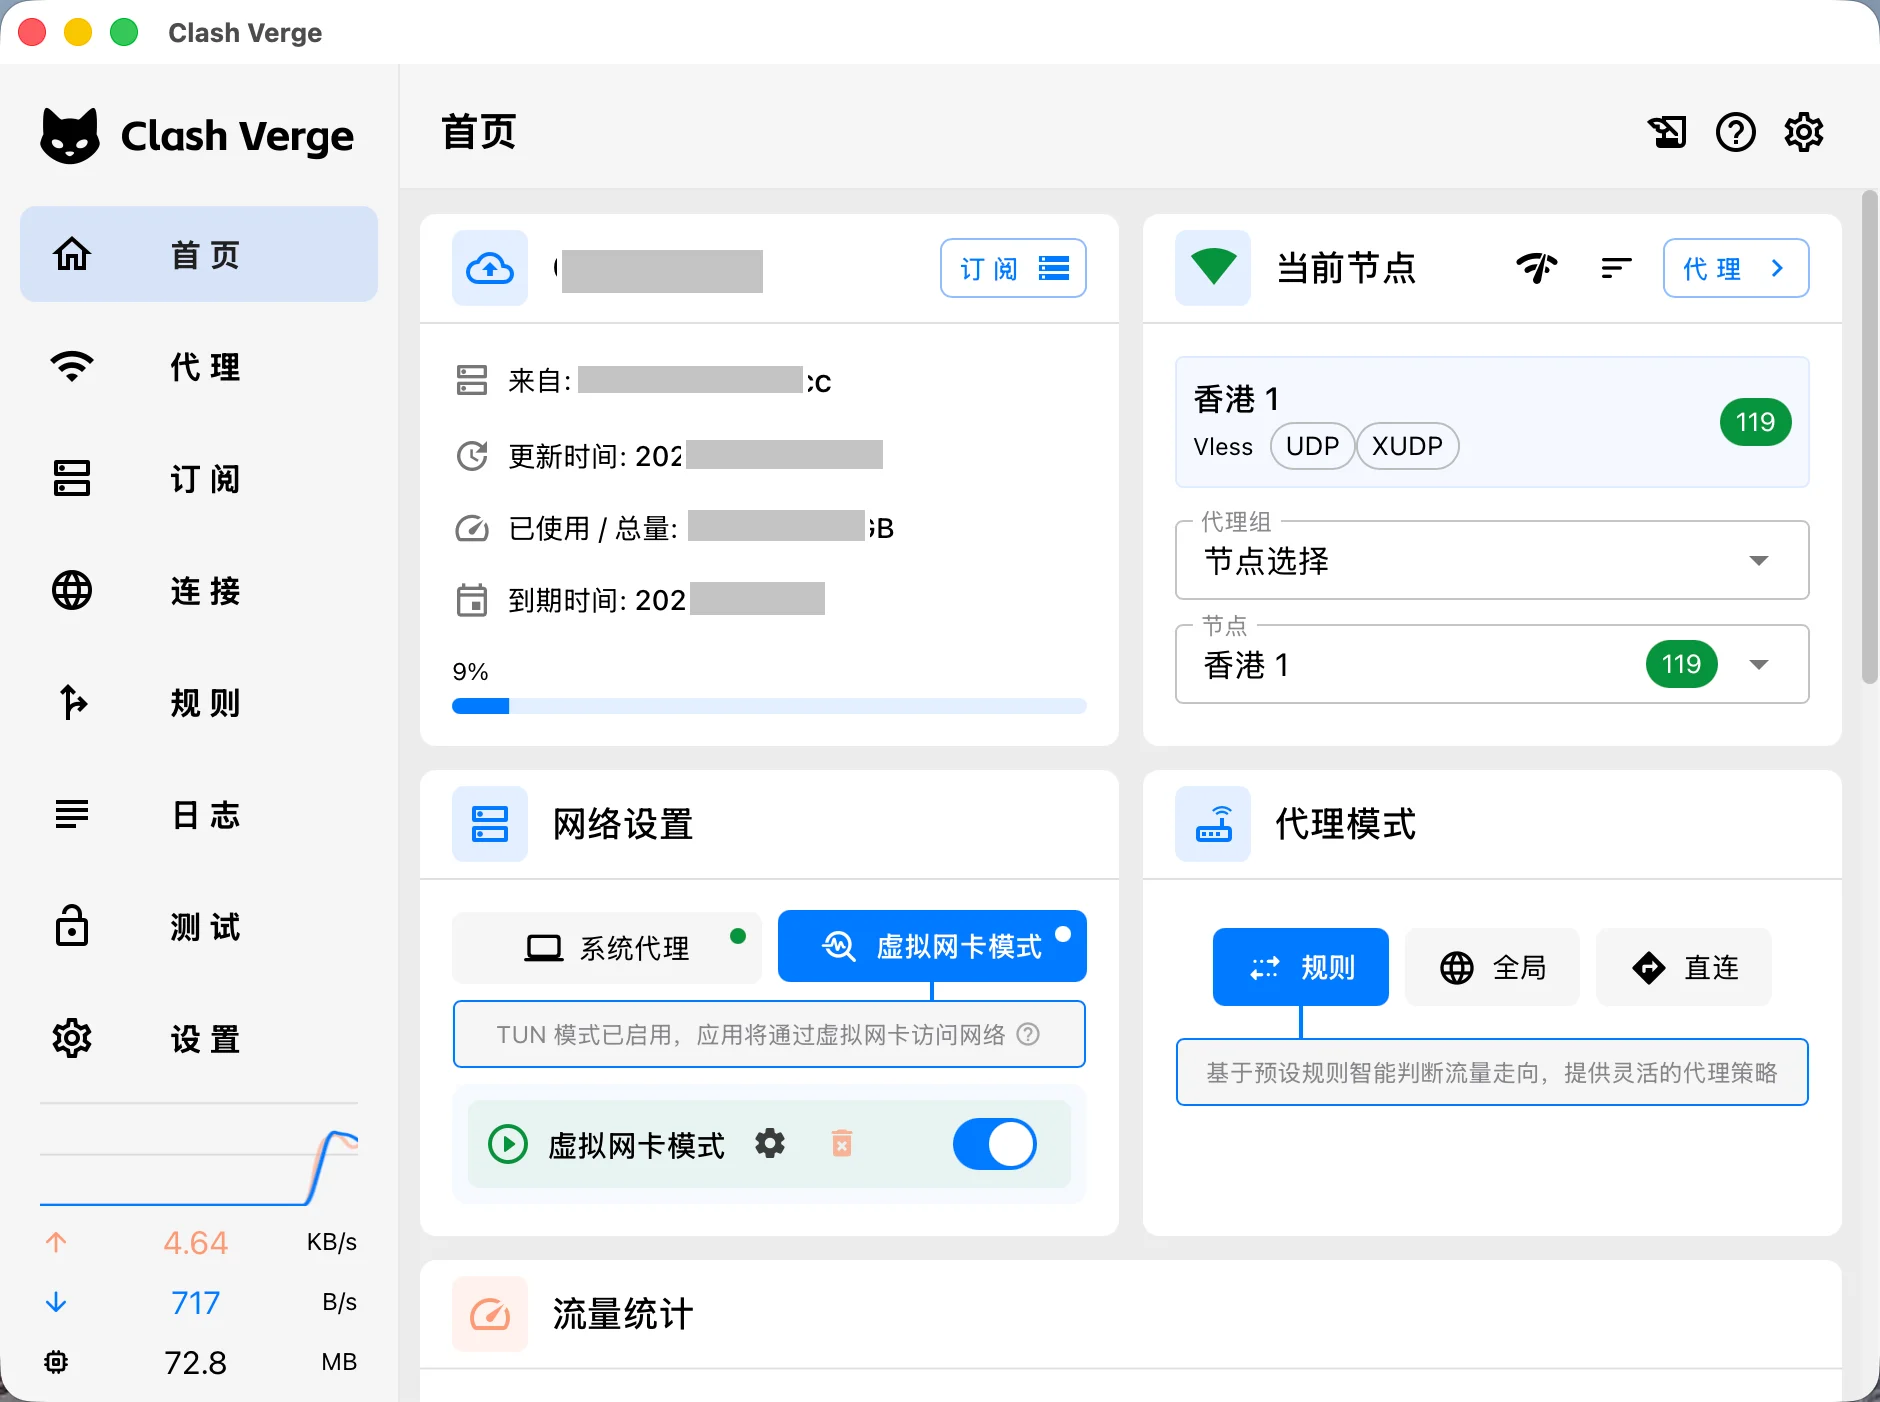 Clash Verge
Clash Verge
首页
首页
代理
订阅
连接
规则
日志
测试
设置
4.64 KB/s
717 B/s
72.8 MB
订阅
来自:
更新时间: 202
已使用 / 总量: GB
到期时间: 202
9%
当前节点
代理
香港 1
Vless UDP XUDP
119
代理组
节点选择
节点
香港 1
119
网络设置
系统代理
虚拟网卡模式
TUN 模式已启用，应用将通过虚拟网卡访问网络
虚拟网卡模式
代理模式
规则
全局
直连
基于预设规则智能判断流量走向，提供灵活的代理策略
流量统计